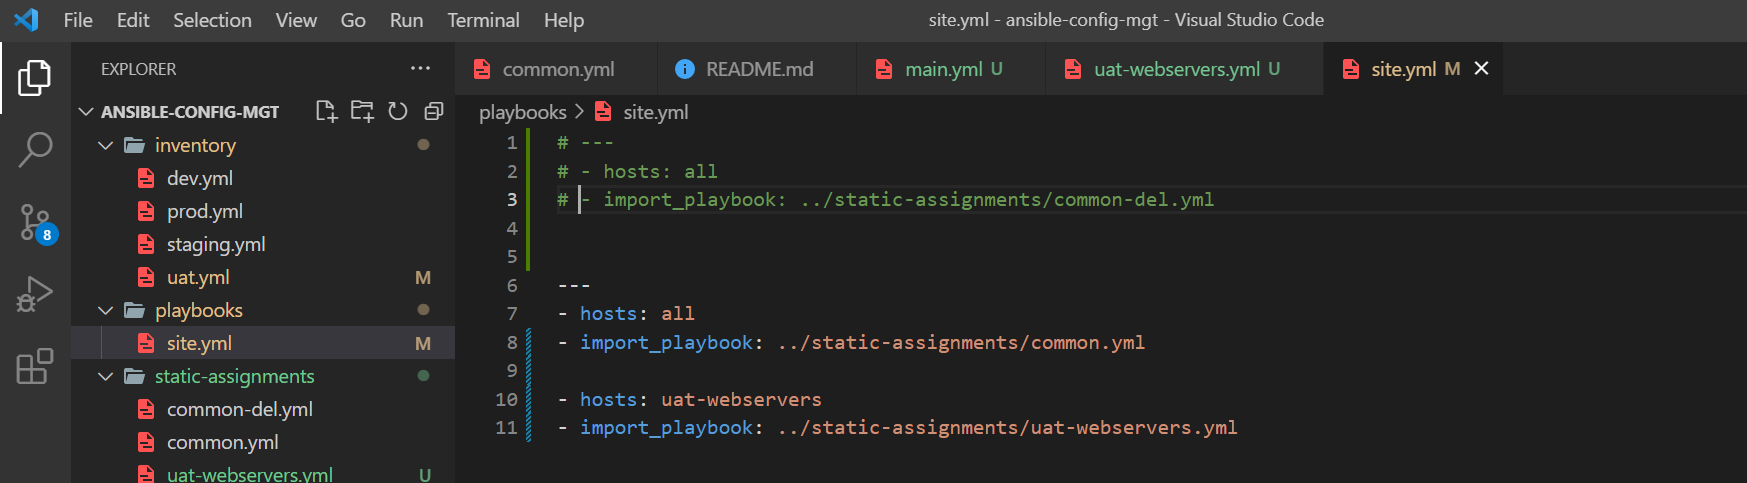 File Edit Selection View Go Run Terminal Help
site.yml - ansible-config-mgt - Visual Studio Code
EXPLORER
ANSIBLE-CONFIG-MGT
inventory
dev.yml
prod.yml
staging.yml
uat.yml M
playbooks
site.yml M
static-assignments
common-del.yml
common.yml
uat-webservers.yml U
8
common.yml README.md main.yml U uat-webservers.yml U site.yml M
playbooks > site.yml
1 # ---
2 # - hosts: all
3 # - import_playbook: ../static-assignments/common-del.yml
4
5
6 ---
7 - hosts: all
8 - import_playbook: ../static-assignments/common.yml
9
10 - hosts: uat-webservers
11 - import_playbook: ../static-assignments/uat-webservers.yml